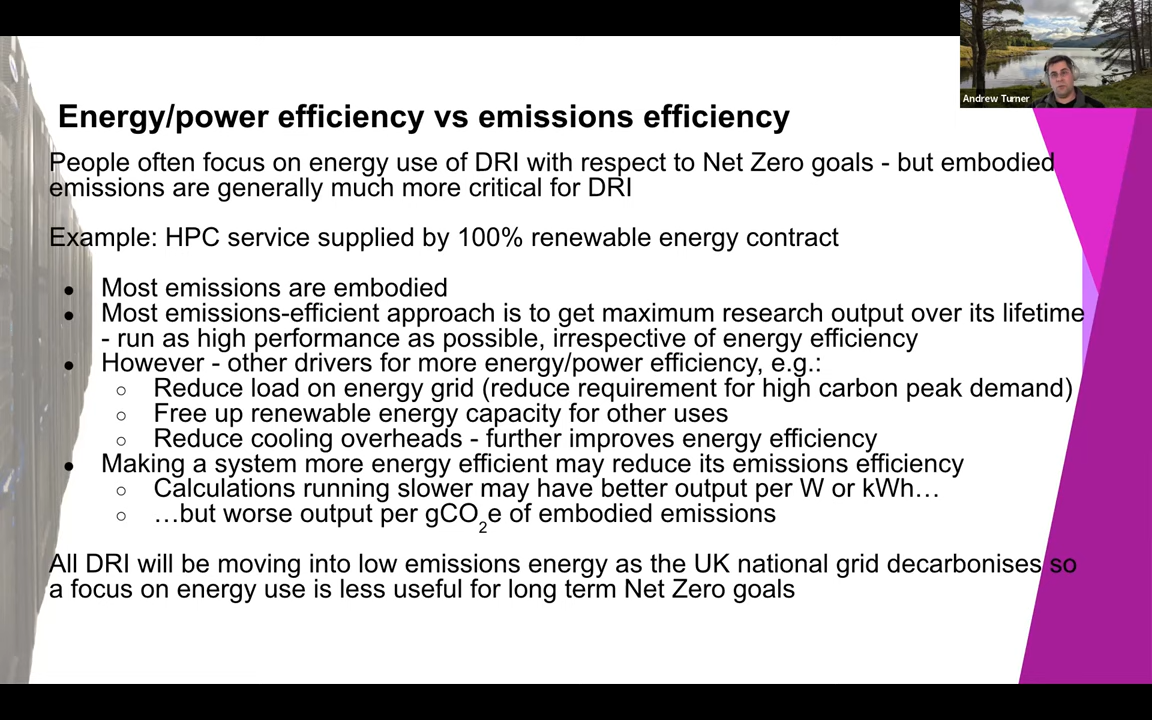 Andrew Turner
Energy/power efficiency vs emissions efficiency
People often focus on energy use of DRI with respect to Net Zero goals - but embodied
emissions are generally much more critical for DRI
Example: HPC service supplied by 100% renewable energy contract
● Most emissions are embodied
● Most emissions-efficient approach is to get maximum research output over its lifetime
- run as high performance as possible, irrespective of energy efficiency
● However - other drivers for more energy/power efficiency, e.g.:
○ Reduce load on energy grid (reduce requirement for high carbon peak demand)
○ Free up renewable energy capacity for other uses
○ Reduce cooling overheads - further improves energy efficiency
● Making a system more energy efficient may reduce its emissions efficiency
○ Calculations running slower may have better output per W or kWh…
○ …but worse output per gCO₂e of embodied emissions
All DRI will be moving into low emissions energy as the UK national grid decarbonises so
a focus on energy use is less useful for long term Net Zero goals